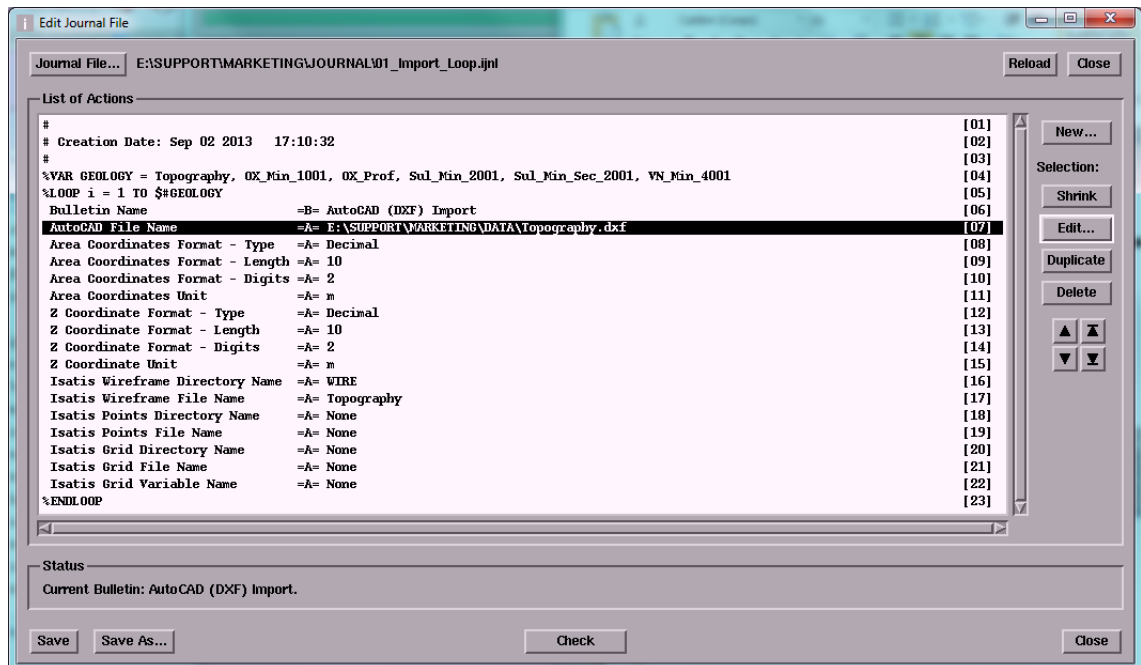 Edit Journal File
Journal File... E:\SUPPORT\MARKETING\JOURNAL\01_Import_Loop.ijnl Reload Close
List of Actions
# [01]
# Creation Date: Sep 02 2013 17:10:32 [02]
# [03]
%VAR GEOLOGY = Topography, OX_Min_1001, OX_Prof, Sul_Min_2001, Sul_Min_Sec_2001, VN_Min_4001 [04]
%LOOP i = 1 TO $#GEOLOGY [05]
Bulletin Name =B= AutoCAD (DXF) Import [06]
AutoCAD File Name =A= E:\SUPPORT\MARKETING\DATA\Topography.dxf [07]
Area Coordinates Format - Type =A= Decimal [08]
Area Coordinates Format - Length =A= 10 [09]
Area Coordinates Format - Digits =A= 2 [10]
Area Coordinates Unit =A= m [11]
Z Coordinate Format - Type =A= Decimal [12]
Z Coordinate Format - Length =A= 10 [13]
Z Coordinate Format - Digits =A= 2 [14]
Z Coordinate Unit =A= m [15]
Isatis Wireframe Directory Name =A= WIRE [16]
Isatis Wireframe File Name =A= Topography [17]
Isatis Points Directory Name =A= None [18]
Isatis Points File Name =A= None [19]
Isatis Grid Directory Name =A= None [20]
Isatis Grid File Name =A= None [21]
Isatis Grid Variable Name =A= None [22]
%ENDLOOP [23]
New...
Selection:
Shrink
Edit...
Duplicate
Delete
Status
Current Bulletin: AutoCAD (DXF) Import.
Save Save As... Check Close